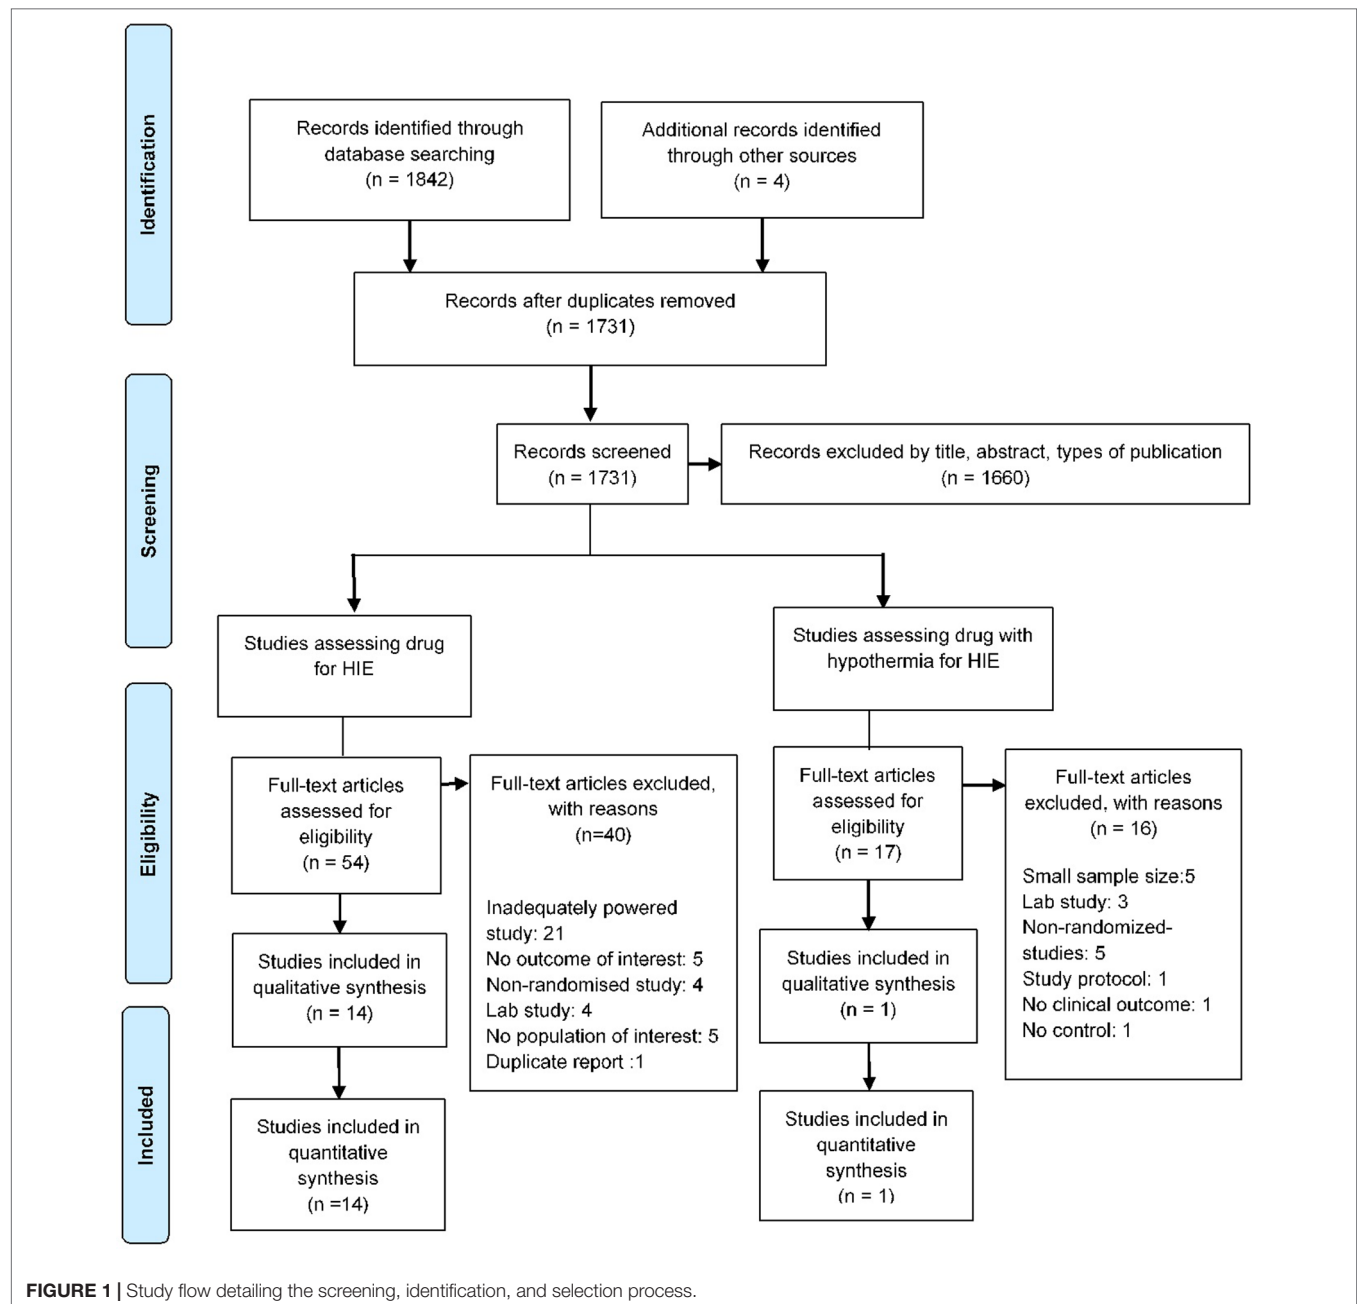 Identification
Records identified through
database searching
(n = 1842)
Additional records identified
through other sources
(n = 4)
Records after duplicates removed
(n = 1731)
Screening
Records screened
(n = 1731)
Records excluded by title, abstract, types of publication
(n = 1660)
Studies assessing drug
for HIE
Studies assessing drug with
hypothermia for HIE
Eligibility
Full-text articles
assessed for
eligibility
(n = 54)
Full-text articles excluded,
with reasons
(n=40)
Inadequately powered
study: 21
No outcome of interest: 5
Non-randomised study: 4
Lab study: 4
No population of interest: 5
Duplicate report :1
Full-text articles
assessed for
eligibility
(n = 17)
Full-text articles
excluded, with reasons
(n = 16)
Small sample size:5
Lab study: 3
Non-randomized-
studies: 5
Study protocol: 1
No clinical outcome: 1
No control: 1
Studies included in
qualitative synthesis
(n = 14)
Studies included in
qualitative synthesis
(n = 1)
Included
Studies included in
quantitative
synthesis
(n =14)
Studies included in
quantitative
synthesis
(n = 1)
FIGURE 1 | Study flow detailing the screening, identification, and selection process.